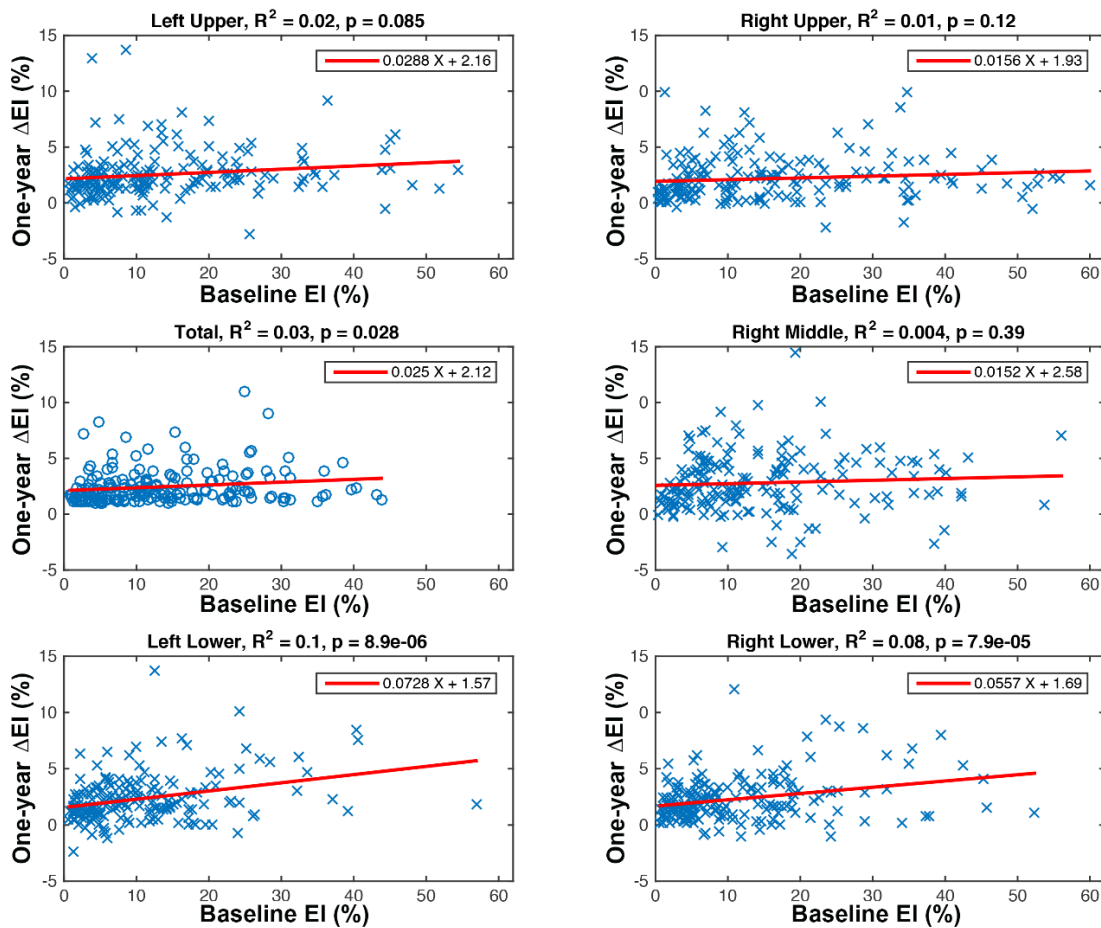 Left Upper, R² = 0.02, p = 0.085
0.0288 X + 2.16
One-year ΔEI (%)
15
10
5
0
-5
0 10 20 30 40 50 60
Baseline EI (%)
Right Upper, R² = 0.01, p = 0.12
0.0156 X + 1.93
One-year ΔEI (%)
15
0
5
0
-5
0 10 20 30 40 50 60
Baseline EI (%)
Total, R² = 0.03, p = 0.028
0.025 X + 2.12
One-year ΔEI (%)
15
10
5
0
-5
0 10 20 30 40 50 60
Baseline EI (%)
Right Middle, R² = 0.004, p = 0.39
0.0152 X + 2.58
One-year ΔEI (%)
15
0
5
0
-5
0 10 20 30 40 50 60
Baseline EI (%)
Left Lower, R² = 0.1, p = 8.9e-06
0.0728 X + 1.57
One-year ΔEI (%)
15
10
5
0
-5
0 10 20 30 40 50 60
Baseline EI (%)
Right Lower, R² = 0.08, p = 7.9e-05
0.0557 X + 1.69
One-year ΔEI (%)
15
0
5
0
-5
0 10 20 30 40 50 60
Baseline EI (%)